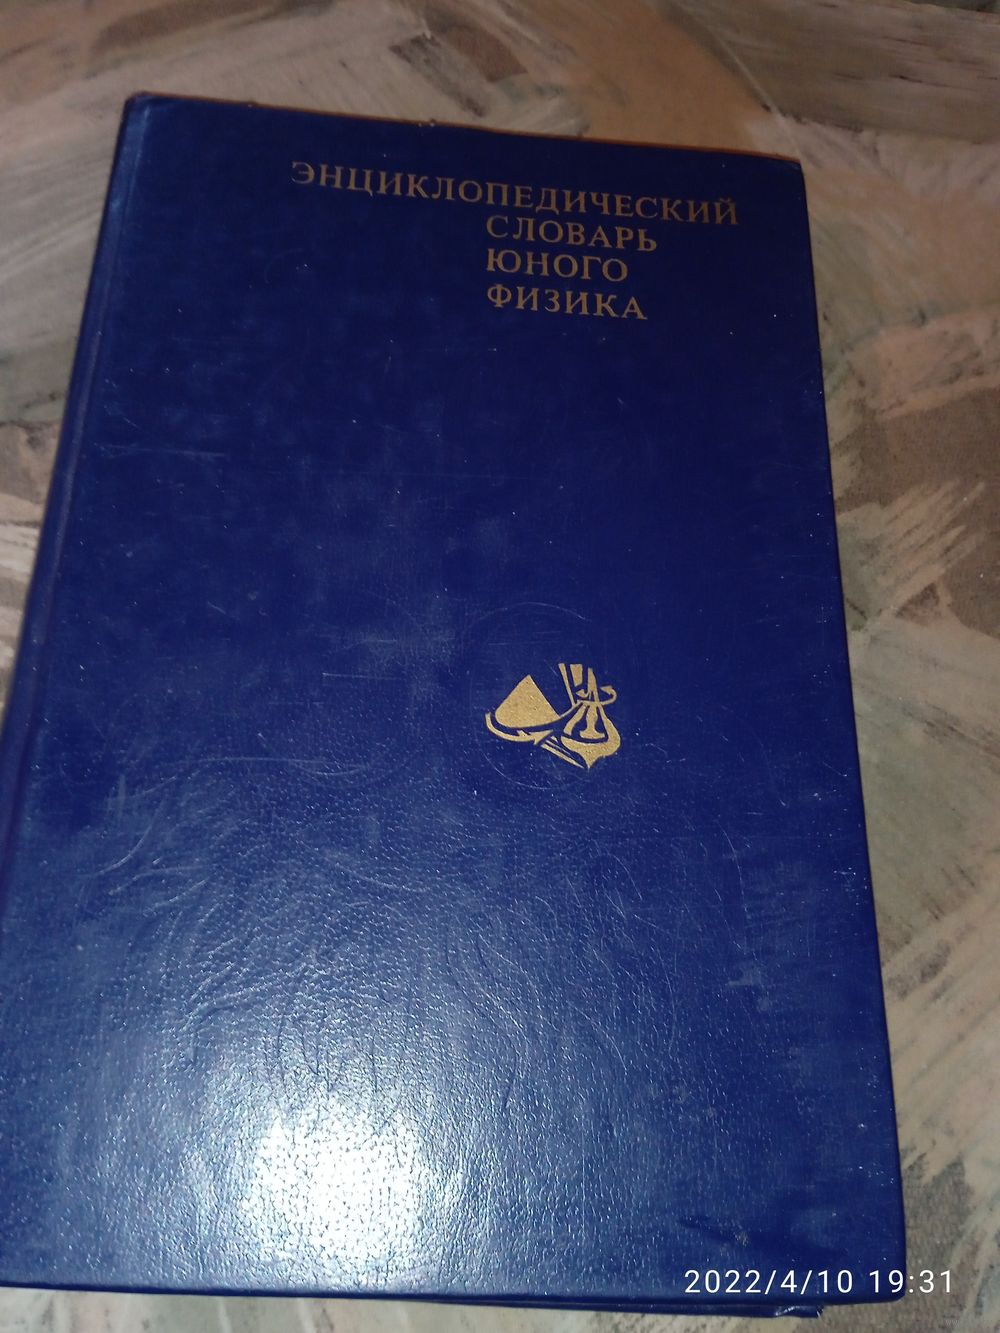 ЭНЦИКЛОПЕДИЧЕСКИЙ
СЛОВАРЬ
ЮНОГО
ФИЗИКА
2022/4/10 19:31